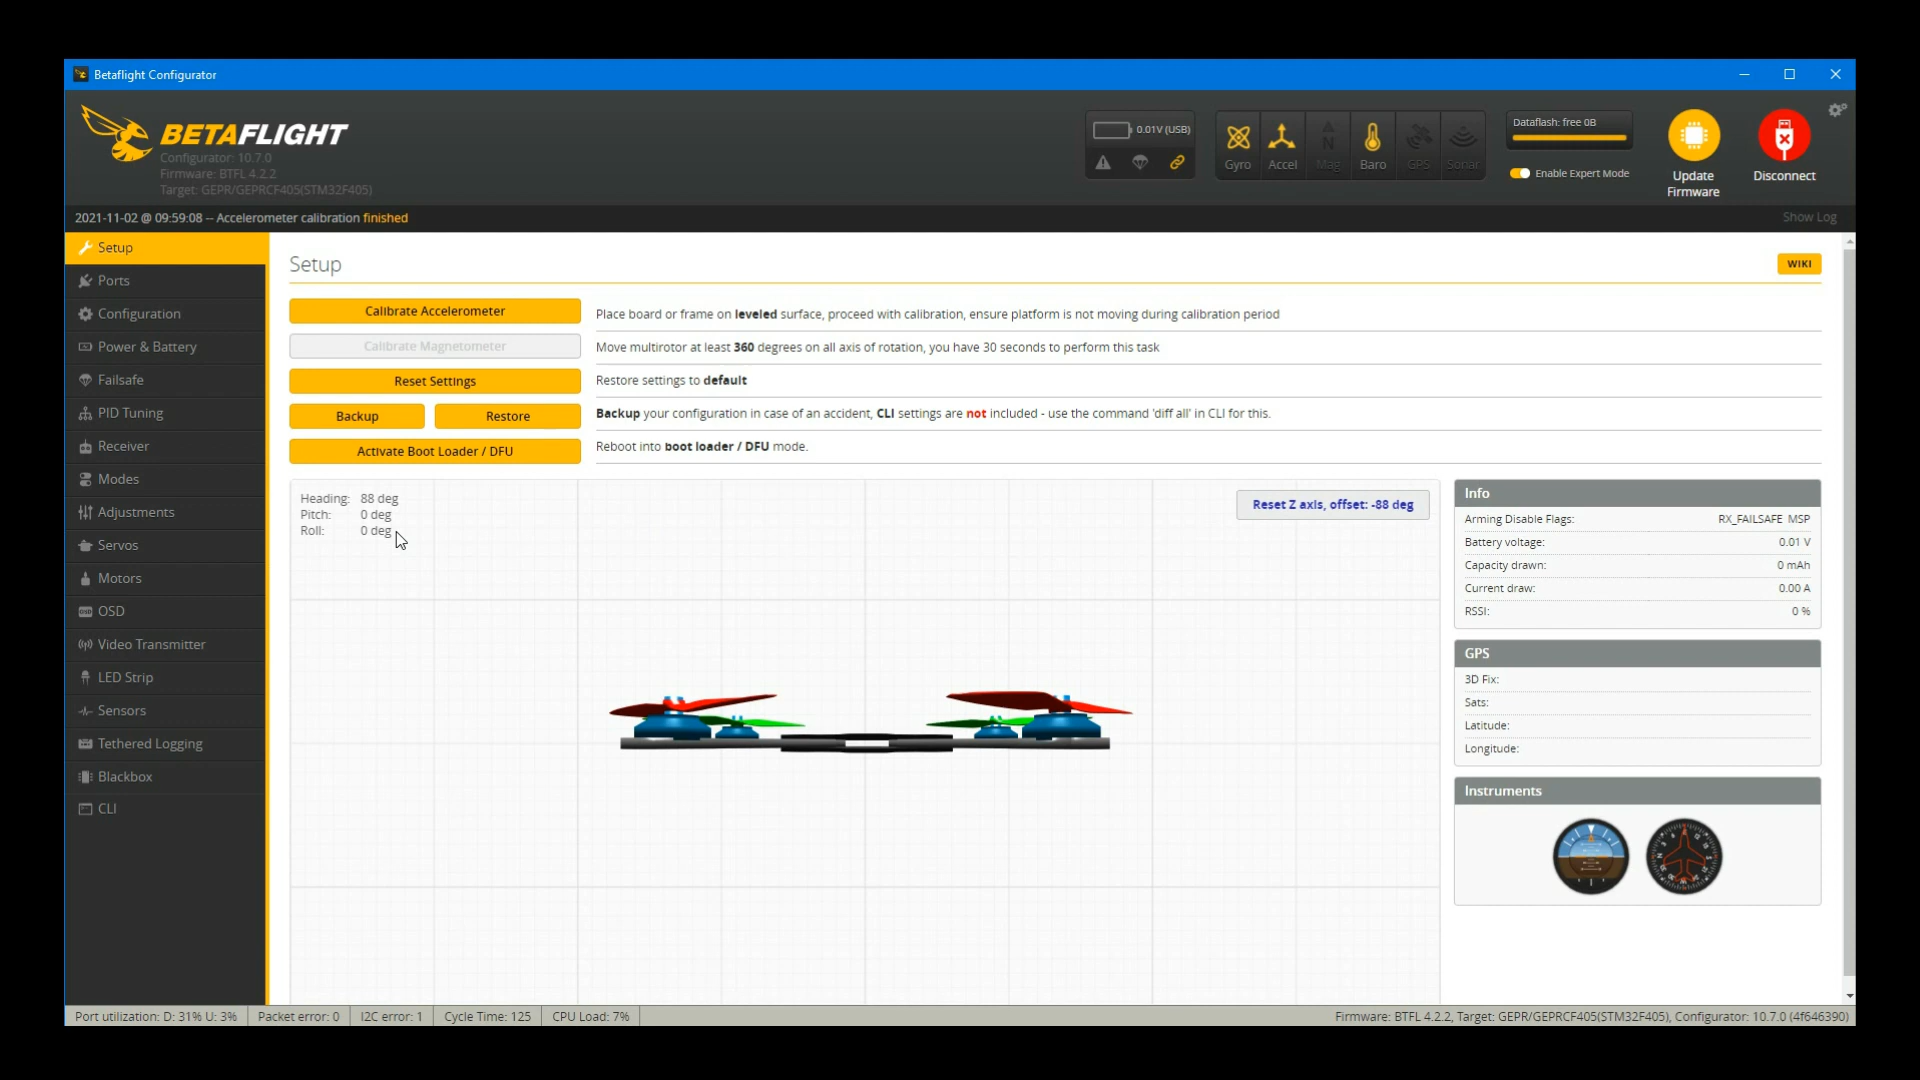 Betaflight Configurator
BETAFLIGHT
Configurator: 10.7.0
Firmware: BTFL 4.2.2
Target: GEPR/GEPRCF405(STM32F405)
0.01V (USB)
Gyro
Accel
Mag
Baro
GPS
Sonar
Dataflash: free 0B
Enable Expert Mode
Update
Firmware
Disconnect
2021-11-02 @ 09:59:08 -- Accelerometer calibration finished
Show Log
Setup
Ports
Configuration
Power & Battery
Failsafe
PID Tuning
Receiver
Modes
Adjustments
Servos
Motors
OSD
Video Transmitter
LED Strip
Sensors
Tethered Logging
Blackbox
CLI
Setup
WIKI
Calibrate Accelerometer
Place board or frame on leveled surface, proceed with calibration, ensure platform is not moving during calibration period
Calibrate Magnetometer
Move multirotor at least 360 degrees on all axis of rotation, you have 30 seconds to perform this task
Reset Settings
Restore settings to default
Backup
Restore
Backup your configuration in case of an accident, CLI settings are not included - use the command 'diff all' in CLI for this.
Activate Boot Loader / DFU
Reboot into boot loader / DFU mode.
Heading: 88 deg
Pitch: 0 deg
Roll: 0 deg
Reset Z axis, offset: -88 deg
Info
Arming Disable Flags: RX_FAILSAFE MSP
Battery voltage: 0.01 V
Capacity drawn: 0 mAh
Current draw: 0.00 A
RSSI: 0 %
GPS
3D Fix:
Sats:
Latitude:
Longitude:
Instruments
Port utilization: D: 31% U: 3%
Packet error: 0
I2C error: 1
Cycle Time: 125
CPU Load: 7%
Firmware: BTFL 4.2.2, Target: GEPR/GEPRCF405(STM32F405), Configurator: 10.7.0 (4f646390)